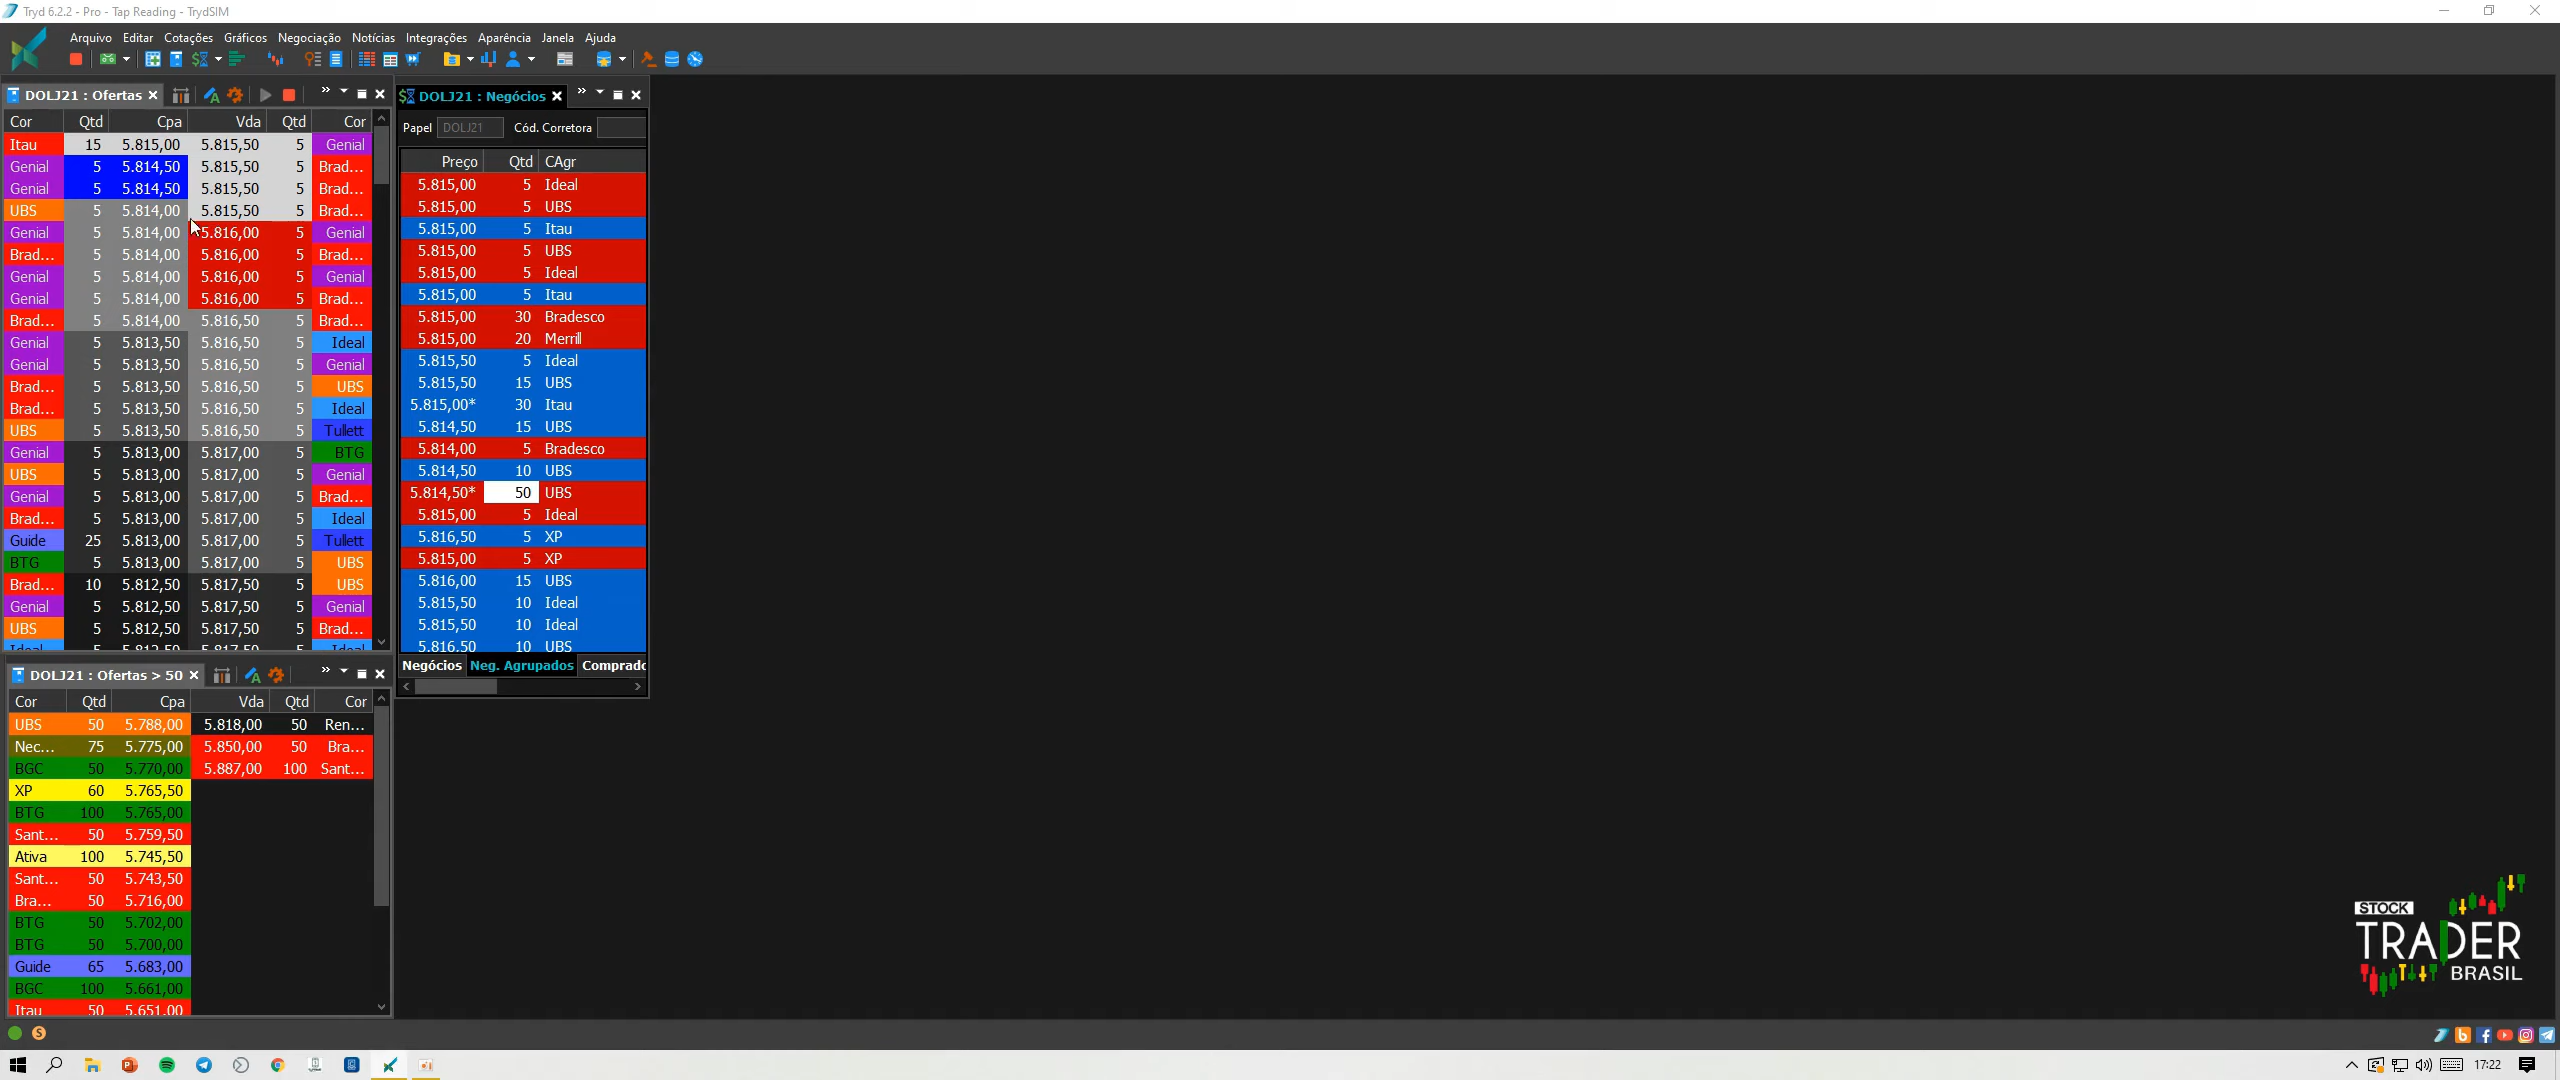 Tryd 6.2.2 - Pro - Tap Reading - TrydSIM
Arquivo Editar Cotações Gráficos Negociação Notícias Integrações Aparência Janela Ajuda
DOLJ21 : Ofertas
Cor Qtd Cpa Vda Qtd Cor
Itau 15 5.815,00 5.815,50 5 Genial
Genial 5 5.814,50 5.815,50 5 Brad...
Genial 5 5.814,50 5.815,50 5 Brad...
UBS 5 5.814,00 5.815,50 5 Brad...
Genial 5 5.814,00 5.816,00 5 Genial
Brad... 5 5.814,00 5.816,00 5 Brad...
Genial 5 5.814,00 5.816,00 5 Genial
Genial 5 5.814,00 5.816,00 5 Brad...
Brad... 5 5.814,00 5.816,50 5 Brad...
Genial 5 5.813,50 5.816,50 5 Ideal
Genial 5 5.813,50 5.816,50 5 Genial
Brad... 5 5.813,50 5.816,50 5 UBS
Brad... 5 5.813,50 5.816,50 5 Ideal
UBS 5 5.813,50 5.816,50 5 Tullett
Genial 5 5.813,00 5.817,00 5 BTG
UBS 5 5.813,00 5.817,00 5 Genial
Genial 5 5.813,00 5.817,00 5 Brad...
Brad... 5 5.813,00 5.817,00 5 Ideal
Guide 25 5.813,00 5.817,00 5 Tullett
BTG 5 5.813,00 5.817,00 5 UBS
Brad... 10 5.812,50 5.817,50 5 UBS
Genial 5 5.812,50 5.817,50 5 Genial
UBS 5 5.812,50 5.817,50 5 Brad...
Ideal 5 5.812,50 5.817,50 5 Ideal
DOLJ21 : Negócios
Papel DOLJ21 Cód. Corretora
Preço Qtd CAgr
5.815,00 5 Ideal
5.815,00 5 UBS
5.815,00 5 Itau
5.815,00 5 UBS
5.815,00 5 Ideal
5.815,00 5 Itau
5.815,00 30 Bradesco
5.815,00 20 Merrill
5.815,50 5 Ideal
5.815,50 15 UBS
5.815,00* 30 Itau
5.814,50 15 UBS
5.814,00 5 Bradesco
5.814,50 10 UBS
5.814,50* 50 UBS
5.815,00 5 Ideal
5.816,50 5 XP
5.815,00 5 XP
5.816,00 15 UBS
5.815,50 10 Ideal
5.815,50 10 Ideal
5.816,50 10 UBS
Negócios Neg. Agrupados Comprado
DOLJ21 : Ofertas > 50
Cor Qtd Cpa Vda Qtd Cor
UBS 50 5.788,00 5.818,00 50 Ren...
Nec... 75 5.775,00 5.850,00 50 Bra...
BGC 50 5.770,00 5.887,00 100 Sant...
XP 60 5.765,50
BTG 100 5.765,00
Sant... 50 5.759,50
Ativa 100 5.745,50
Sant... 50 5.743,50
Bra... 50 5.716,00
BTG 50 5.702,00
BTG 50 5.700,00
Guide 65 5.683,00
BGC 100 5.661,00
Itau 50 5.651,00
STOCK
TRADER
BRASIL
17:22